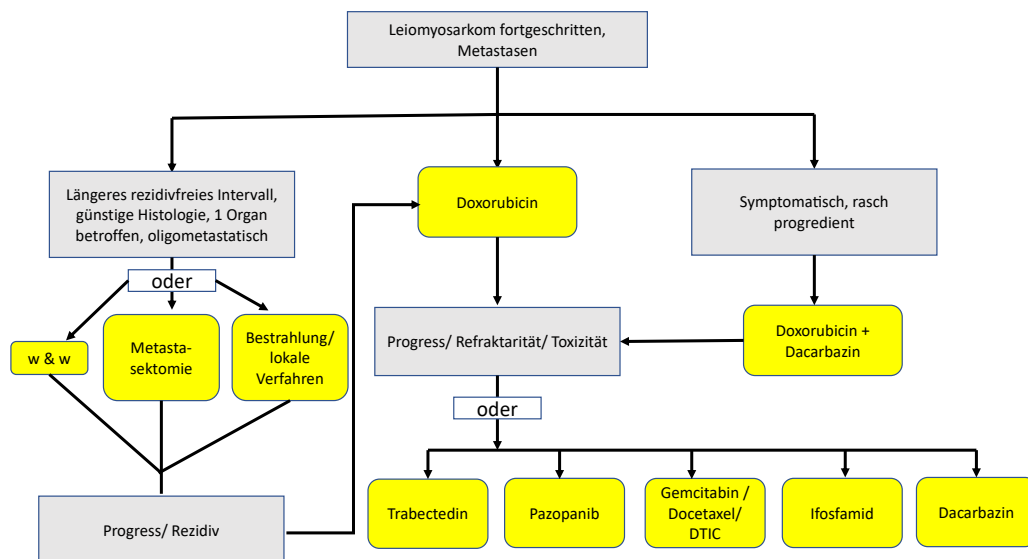 Leiomyosarkom fortgeschritten,
Metastasen
Längeres rezidivfreies Intervall,
günstige Histologie, 1 Organ
betroffen, oligometastatisch
Doxorubicin
Symptomatisch, rasch
progredient
oder
w & w
Metasta-
sektomie
Bestrahlung/
lokale
Verfahren
Progress/ Refraktarität/ Toxizität
Doxorubicin +
Dacarbazin
oder
Trabectedin
Pazopanib
Gemcitabin /
Docetaxel/
DTIC
Ifosfamid
Dacarbazin
Progress/ Rezidiv